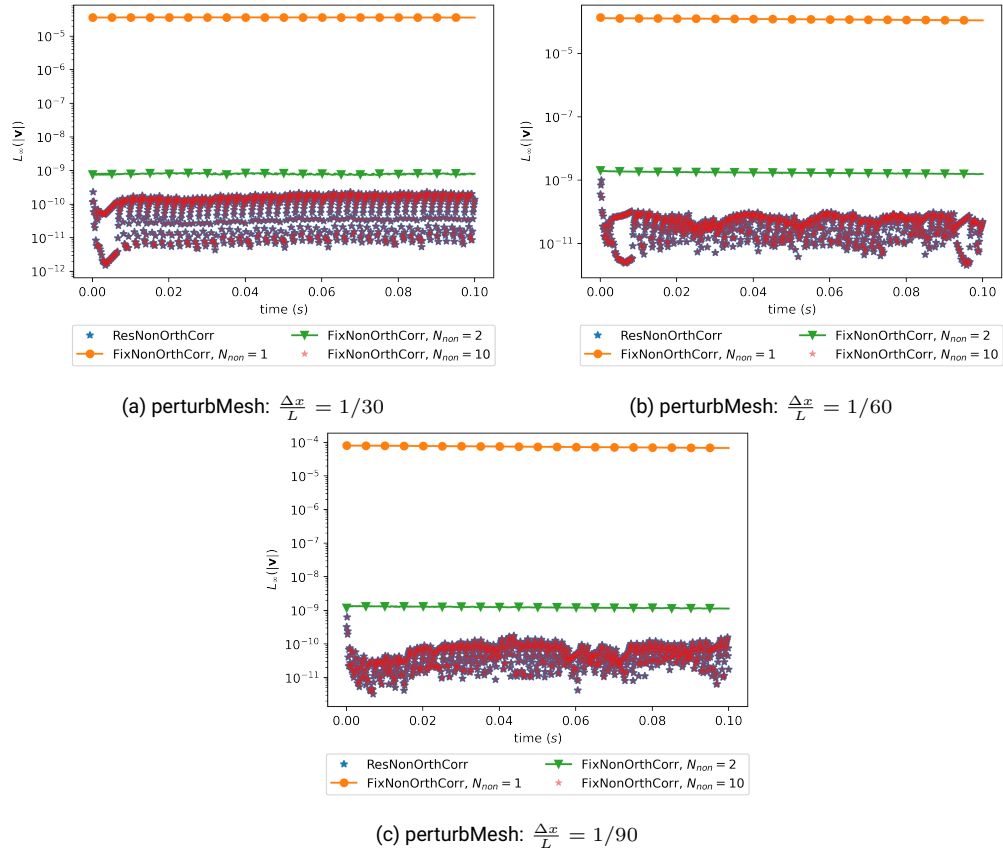 10⁻⁵
10⁻⁶
10⁻⁷
10⁻⁸
10⁻⁹
10⁻¹⁰
10⁻¹¹
10⁻¹²
L∞(|v|)
0.00 0.02 0.04 0.06 0.08 0.10
time (s)
ResNonOrthCorr
FixNonOrthCorr, Nₙₒₙ = 1
FixNonOrthCorr, Nₙₒₙ = 2
FixNonOrthCorr, Nₙₒₙ = 10
(a) perturbMesh: Δx/L = 1/30
10⁻⁵
10⁻⁷
10⁻⁹
10⁻¹¹
L∞(|v|)
0.00 0.02 0.04 0.06 0.08 0.10
time (s)
ResNonOrthCorr
FixNonOrthCorr, Nₙₒₙ = 1
FixNonOrthCorr, Nₙₒₙ = 2
FixNonOrthCorr, Nₙₒₙ = 10
(b) perturbMesh: Δx/L = 1/60
10⁻⁴
10⁻⁵
10⁻⁶
10⁻⁷
10⁻⁸
10⁻⁹
10⁻¹⁰
10⁻¹¹
L∞(|v|)
0.00 0.02 0.04 0.06 0.08 0.10
time (s)
ResNonOrthCorr
FixNonOrthCorr, Nₙₒₙ = 1
FixNonOrthCorr, Nₙₒₙ = 2
FixNonOrthCorr, Nₙₒₙ = 10
(c) perturbMesh: Δx/L = 1/90